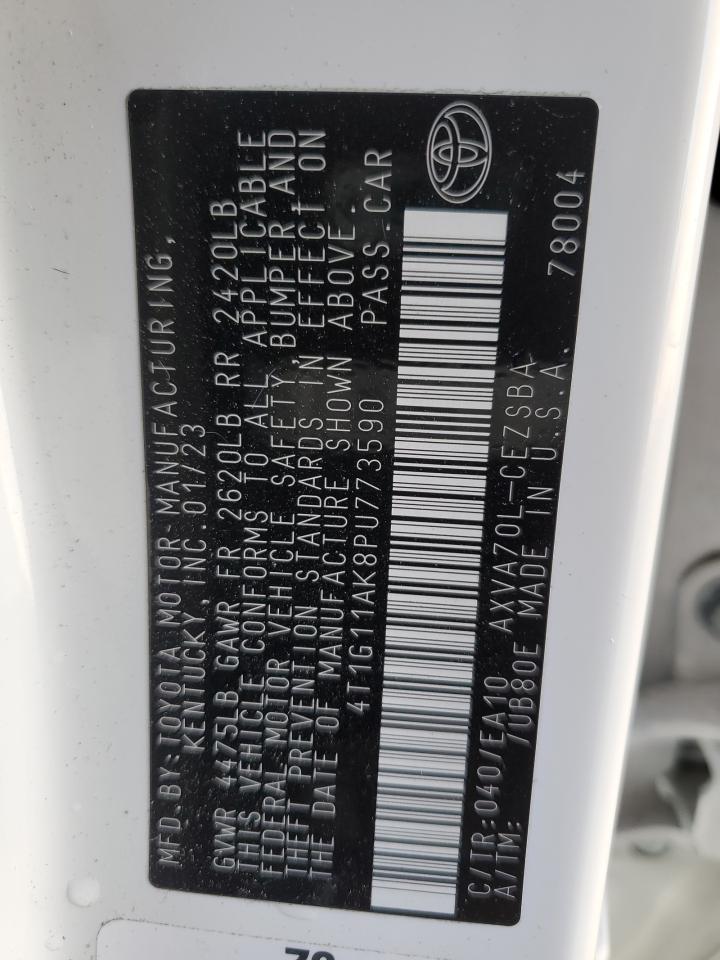 MFD. BY: TOYOTA MOTOR MANUFACTURING,
KENTUCKY, INC. 01/23
GVWR 4475LB GAWR FR 2620LB RR 2420LB
THIS VEHICLE CONFORMS TO ALL APPLICABLE
FEDERAL MOTOR VEHICLE SAFETY, BUMPER AND
THEFT PREVENTION STANDARDS IN EFFECT ON
THE DATE OF MANUFACTURE SHOWN ABOVE.
4T1G11AK8PU773590 PASS.CAR
C/TR: 040/EA10 AXVA70L-CEZSBA
A/TM: /UB80E MADE IN U.S.A. 78004